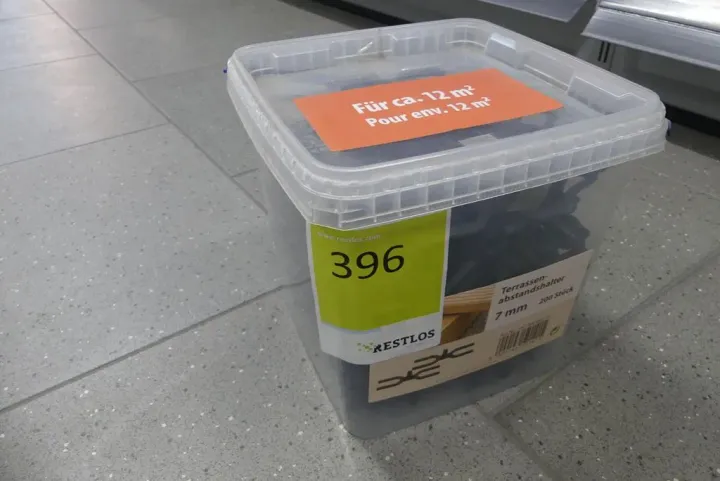 Für ca. 12 m²
Pour env. 12 m²
396
RESTLOS
Terrassen-
abstandshalter
7 mm 200 Stück